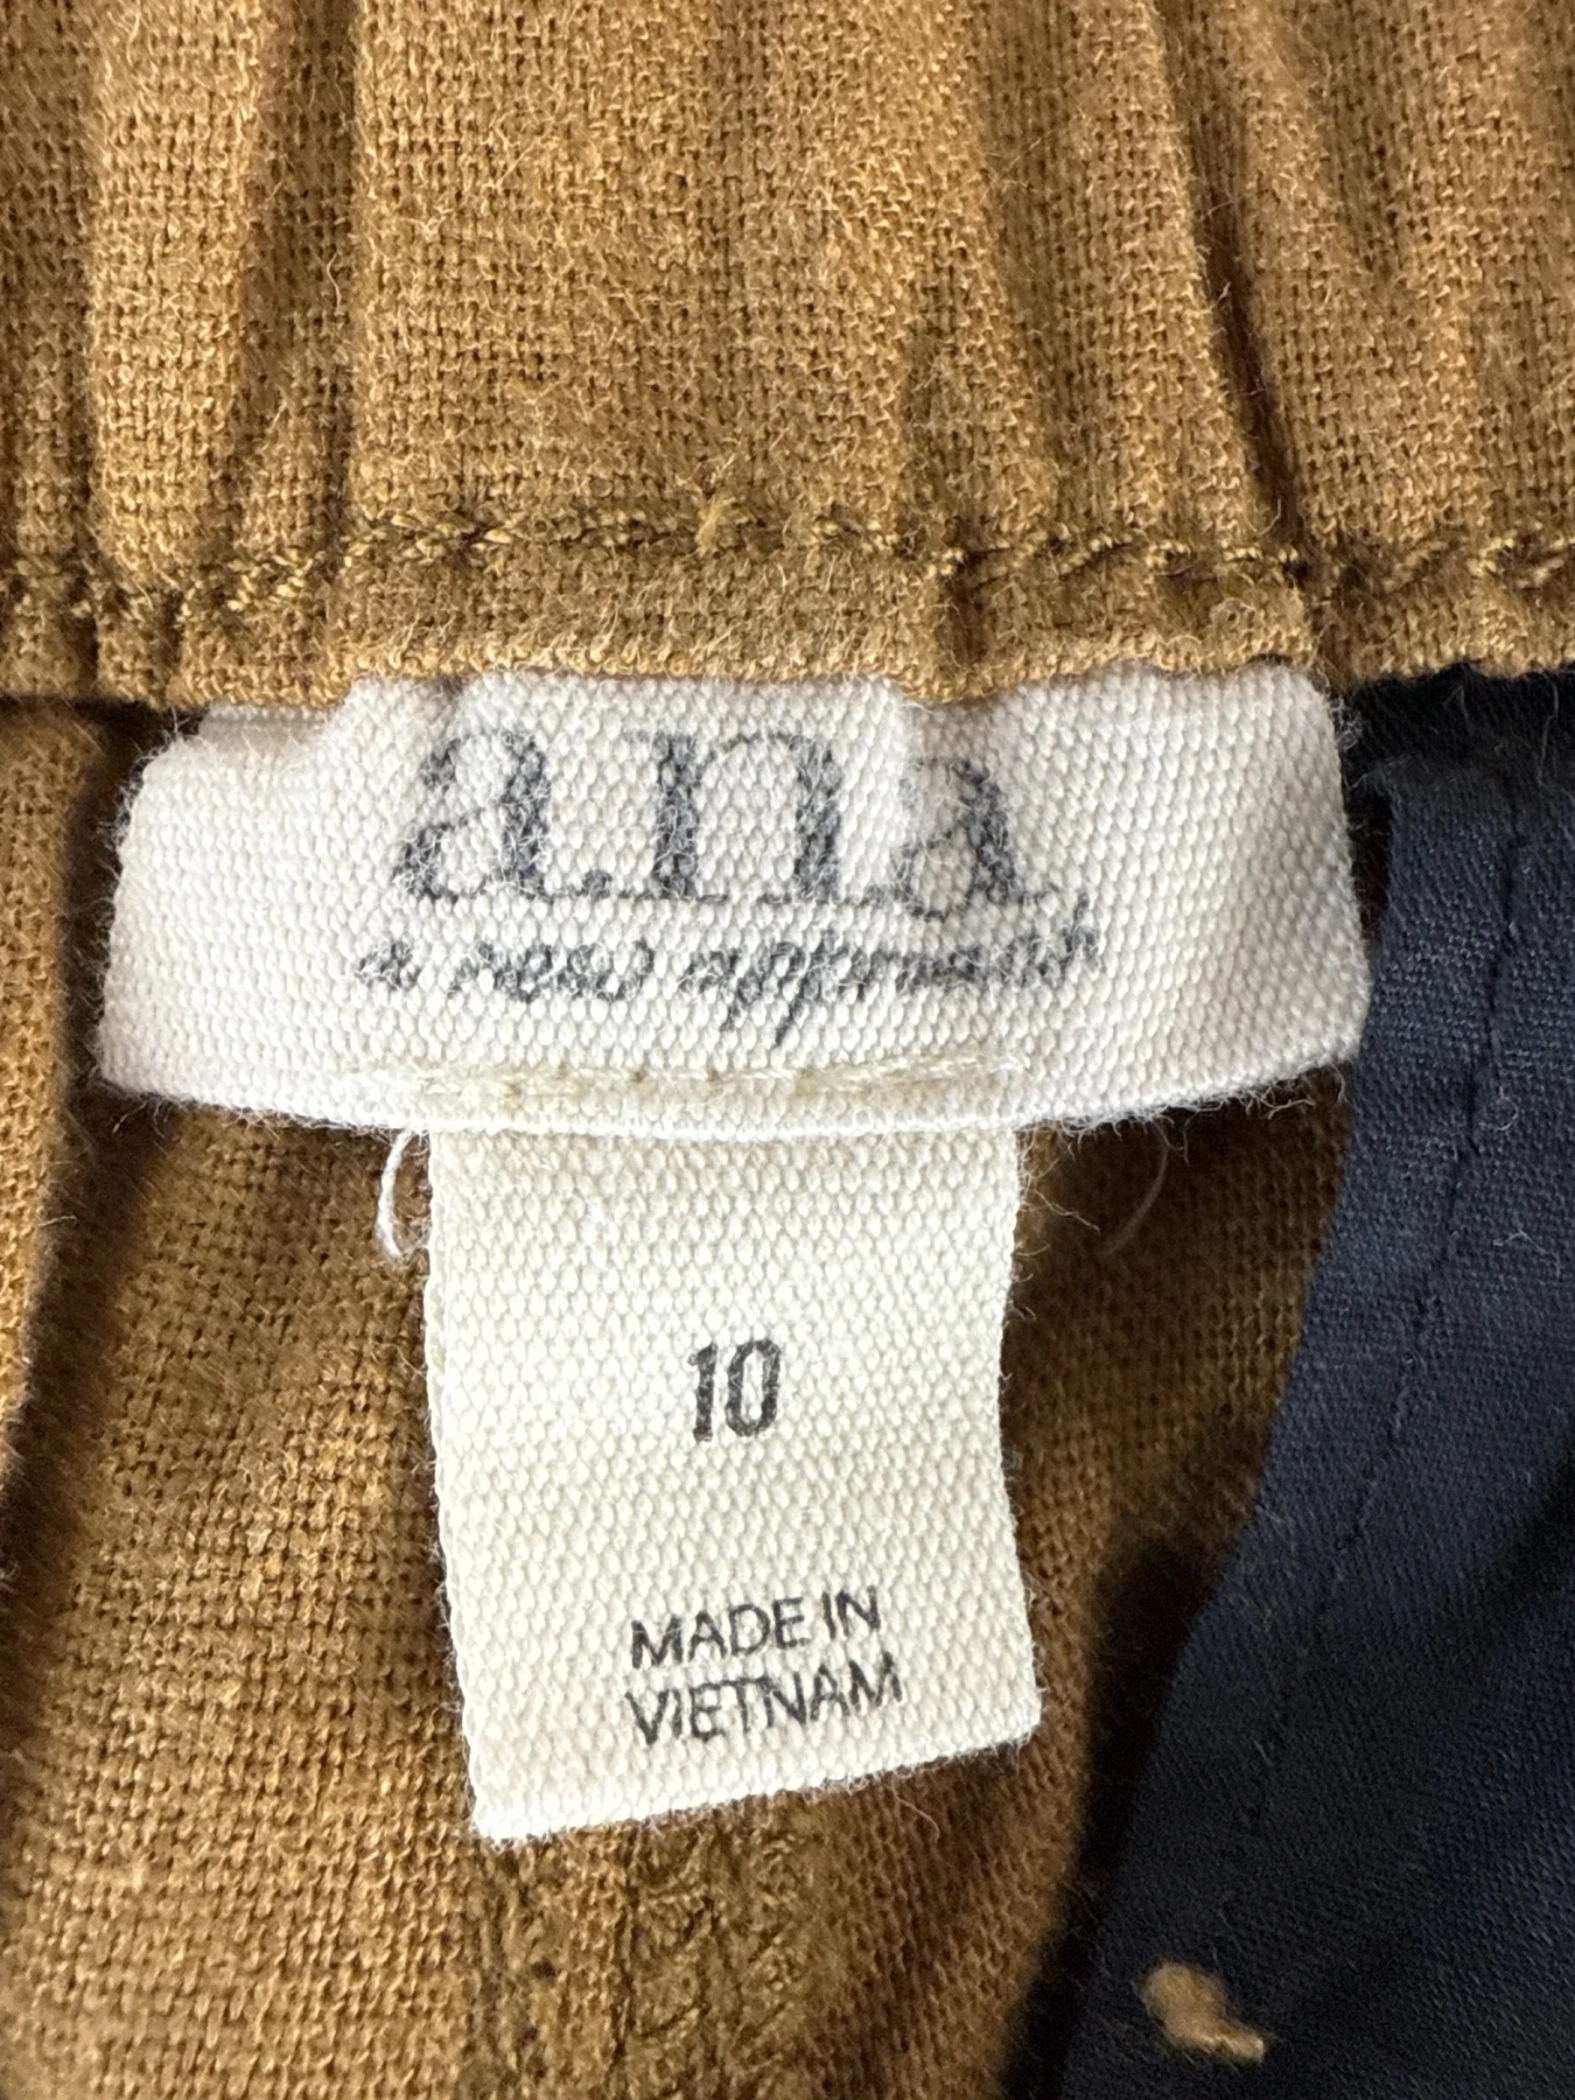 a.n.a
a new approach
10
MADE IN
VIETNAM